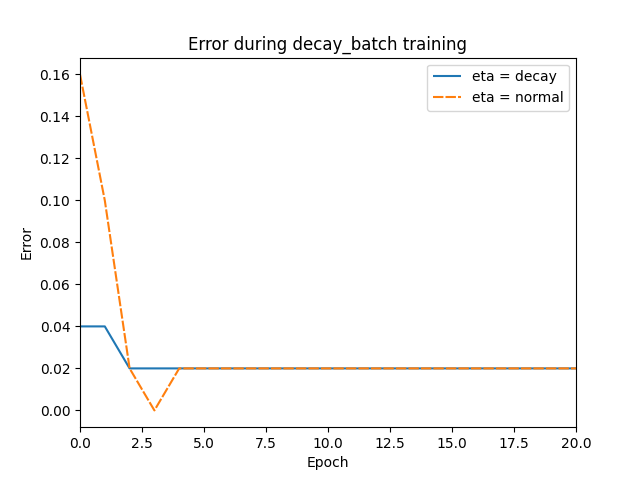 Error during decay_batch training
eta = decay
eta = normal
0.16
0.14
0.12
0.10
0.08
0.06
0.04
0.02
0.00
Error
0.0 2.5 5.0 7.5 10.0 12.5 15.0 17.5 20.0
Epoch